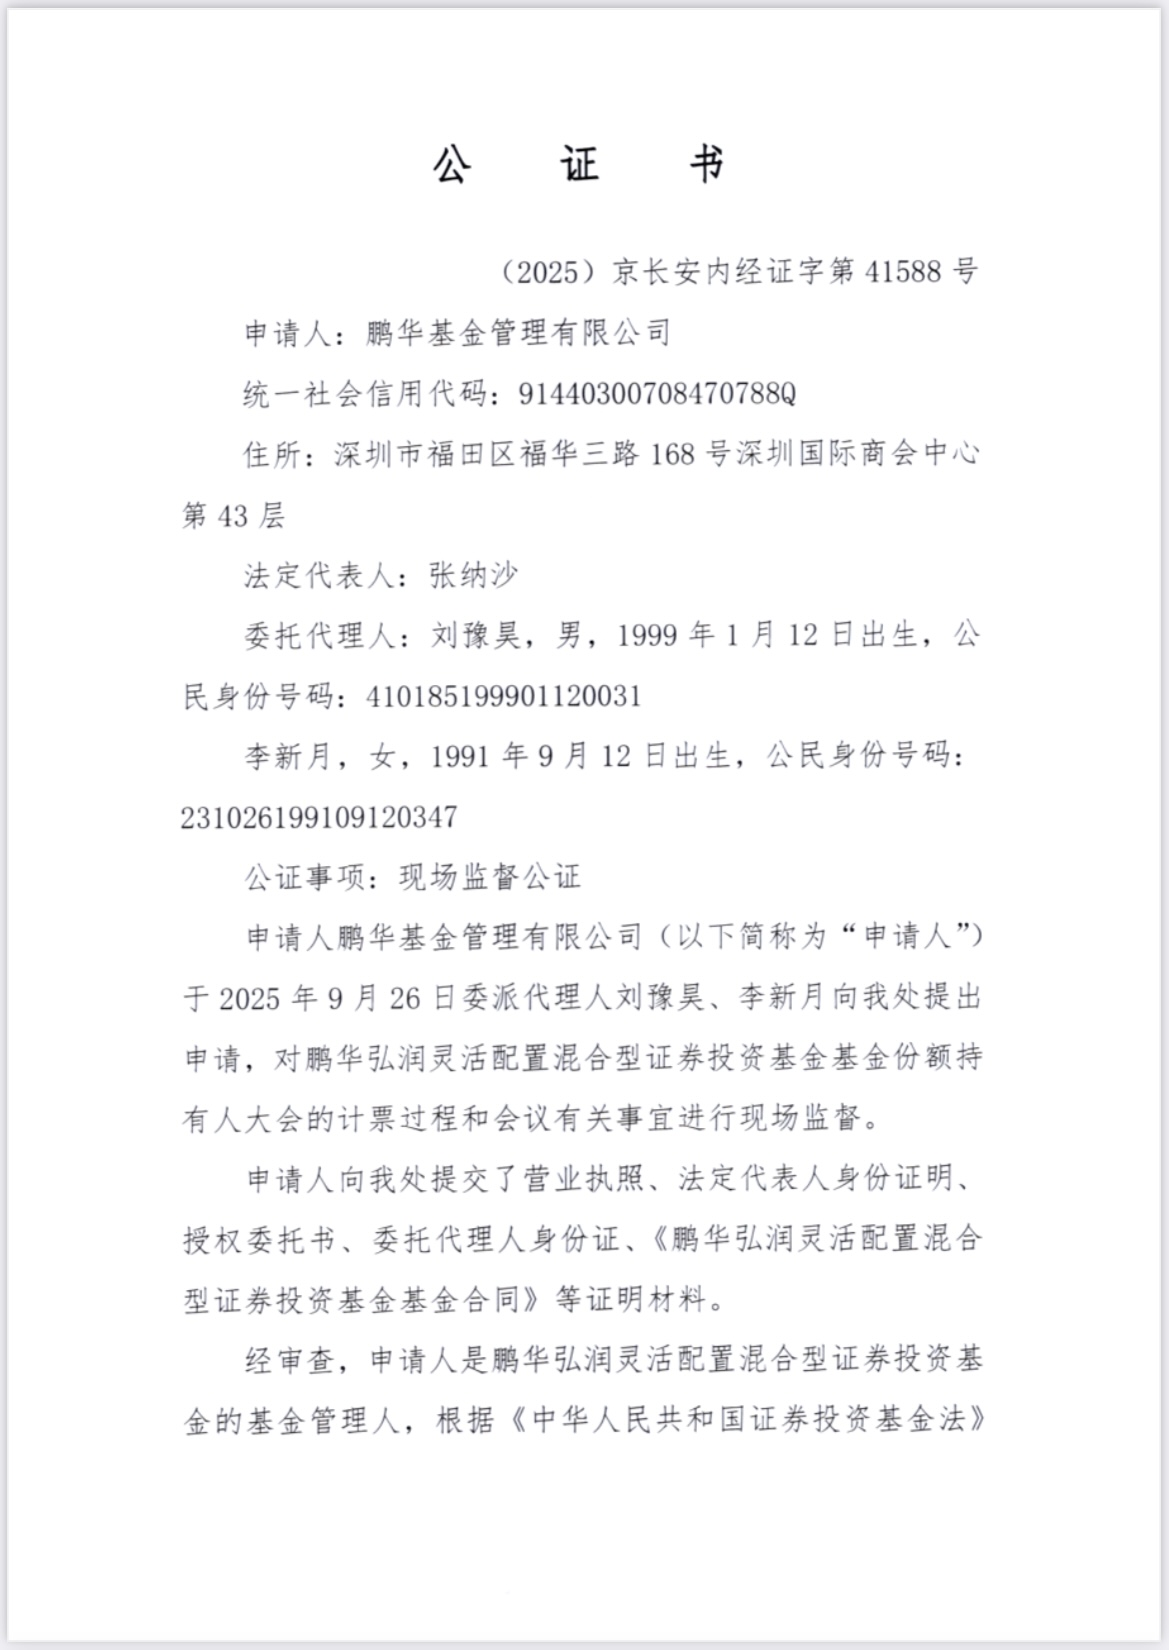 公 证 书
（2025）京长安内经证字第 41588 号
申请人：鹏华基金管理有限公司
统一社会信用代码：91440300708470788Q
住所：深圳市福田区福华三路 168 号深圳国际商会中心
第 43 层
法定代表人：张纳沙
委托代理人：刘豫昊，男，1999 年 1 月 12 日出生，公
民身份号码：410185199901120031
李新月，女，1991 年 9 月 12 日出生，公民身份号码：
231026199109120347
公证事项：现场监督公证
申请人鹏华基金管理有限公司（以下简称为“申请人”）
于 2025 年 9 月 26 日委派代理人刘豫昊、李新月向我处提出
申请，对鹏华弘润灵活配置混合型证券投资基金基金份额持
有人大会的计票过程和会议有关事宜进行现场监督。
申请人向我处提交了营业执照、法定代表人身份证明、
授权委托书、委托代理人身份证、《鹏华弘润灵活配置混合
型证券投资基金基金合同》等证明材料。
经审查，申请人是鹏华弘润灵活配置混合型证券投资基
金的基金管理人，根据《中华人民共和国证券投资基金法》